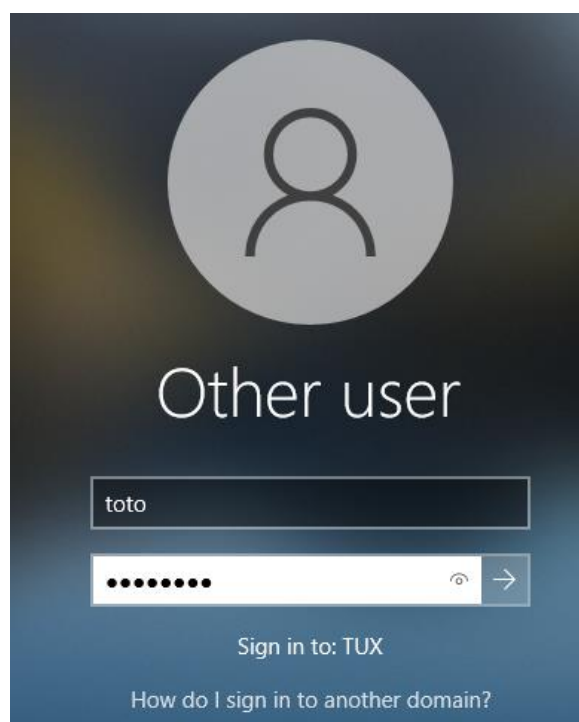 Other user
toto
••••••••
Sign in to: TUX
How do I sign in to another domain?